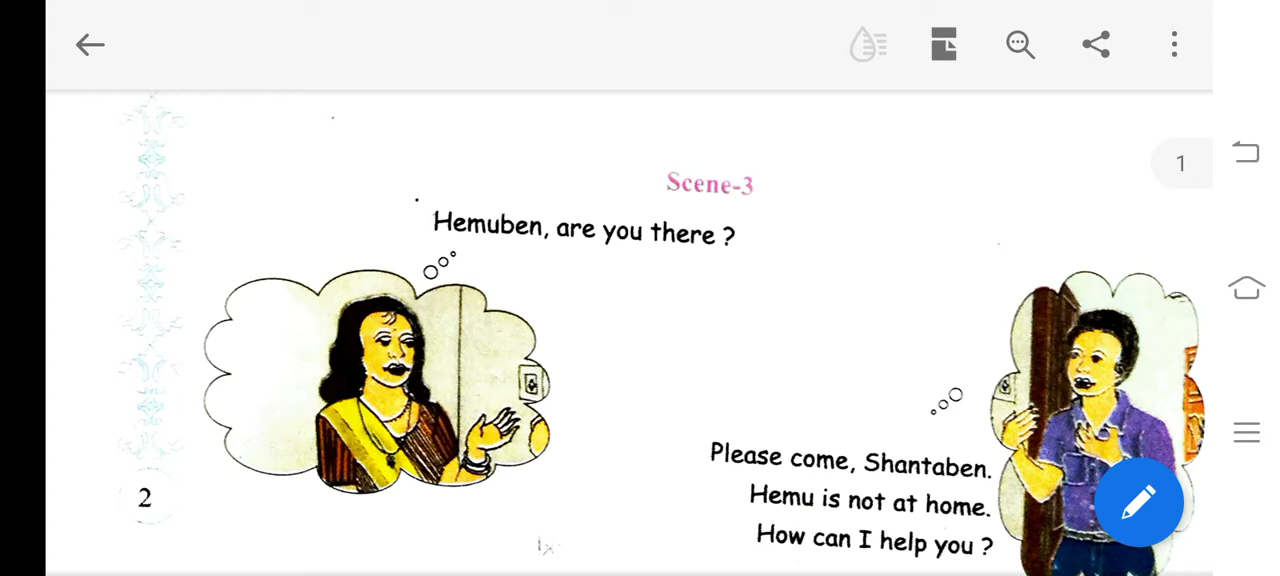 1
Scene-3
Hemuben, are you there ?
Please come, Shantaben.
Hemu is not at home.
How can I help you ?
2